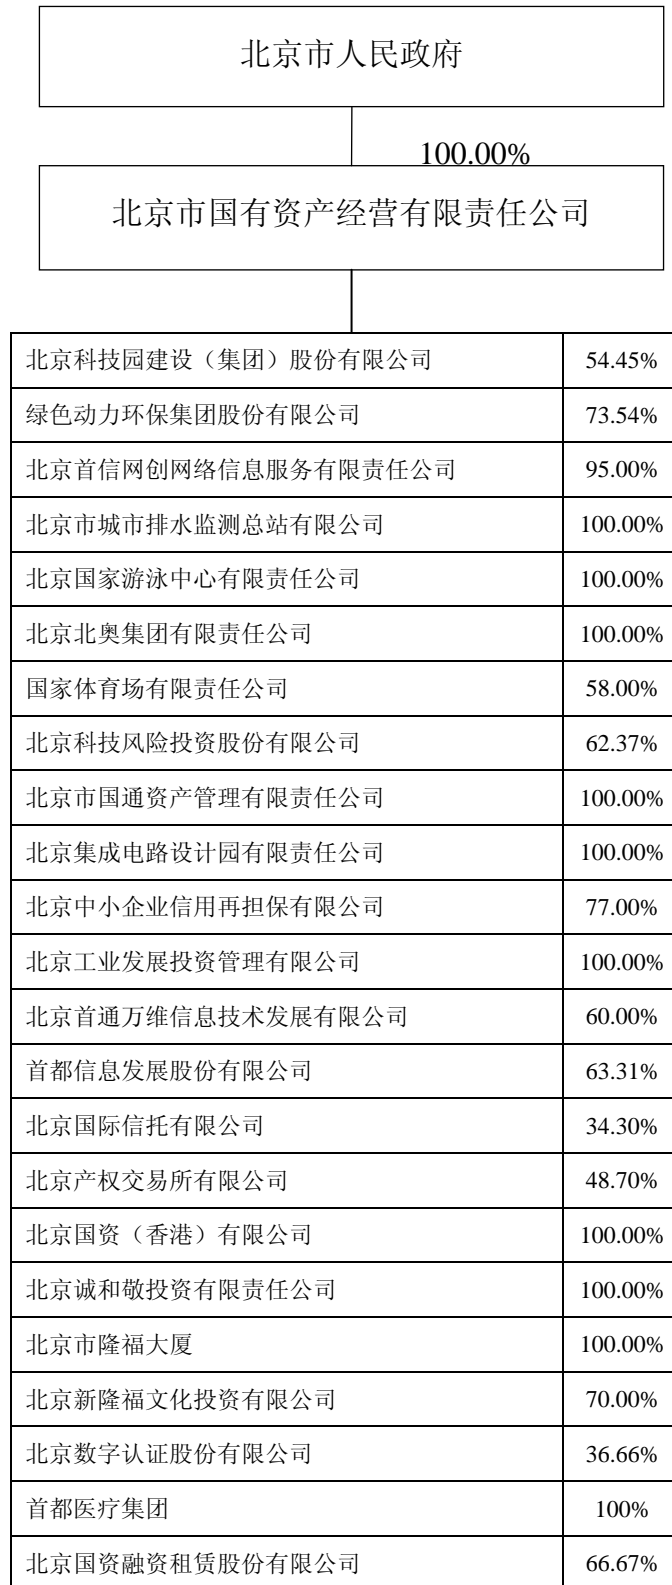 北京市人民政府
100.00%
北京市国有资产经营有限责任公司
北京科技园建设（集团）股份有限公司 54.45%
绿色动力环保集团股份有限公司 73.54%
北京首信网创网络信息服务有限责任公司 95.00%
北京市城市排水监测总站有限公司 100.00%
北京国家游泳中心有限责任公司 100.00%
北京北奥集团有限责任公司 100.00%
国家体育场有限责任公司 58.00%
北京科技风险投资股份有限公司 62.37%
北京市国通资产管理有限责任公司 100.00%
北京集成电路设计园有限责任公司 100.00%
北京中小企业信用再担保有限公司 77.00%
北京工业发展投资管理有限公司 100.00%
北京首通万维信息技术发展有限公司 60.00%
首都信息发展股份有限公司 63.31%
北京国际信托有限公司 34.30%
北京产权交易所有限公司 48.70%
北京国资（香港）有限公司 100.00%
北京诚和敬投资有限责任公司 100.00%
北京市隆福大厦 100.00%
北京新隆福文化投资有限公司 70.00%
北京数字认证股份有限公司 36.66%
首都医疗集团 100%
北京国资融资租赁股份有限公司 66.67%